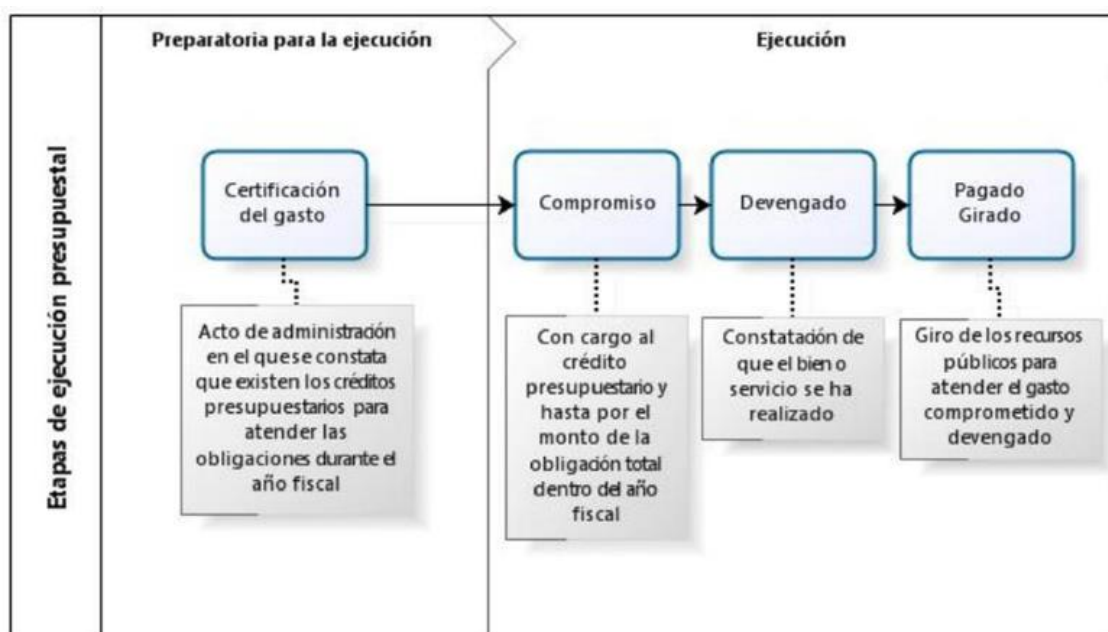 Preparatoria para la ejecución
Ejecución
Etapas de ejecución presupuestal
Certificación
del gasto
Compromiso
Devengado
Pagado
Girado
Acto de administración
en el que se constata
que existen los créditos
presupuestarios para
atender las
obligaciones durante el
año fiscal
Con cargo al
crédito
presupuestario y
hasta por el
monto de la
obligación total
dentro del año
fiscal
Constatación de
que el bien o
servicio se ha
realizado
Giro de los recursos
públicos para
atender el gasto
comprometido y
devengado